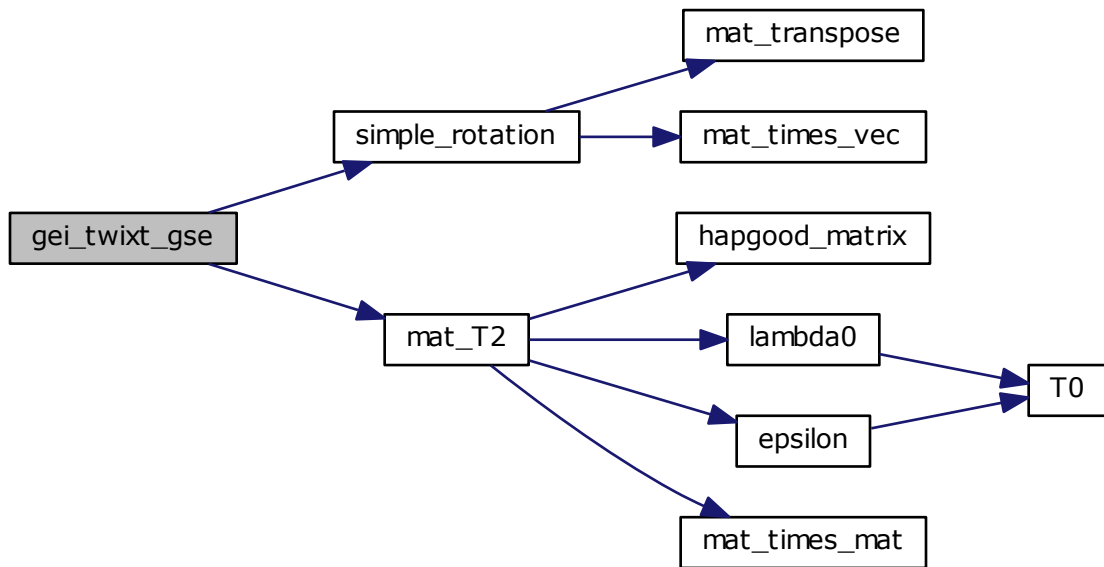 mat_transpose
simple_rotation
mat_times_vec
gei_twixt_gse
hapgood_matrix
mat_T2
lambda0
T0
epsilon
mat_times_mat